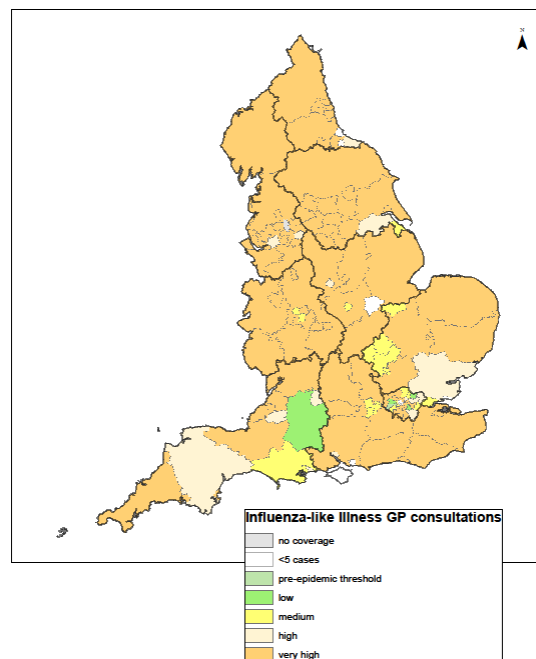 N
Influenza-like Illness GP consultations
no coverage
<5 cases
pre-epidemic threshold
low
medium
high
very high